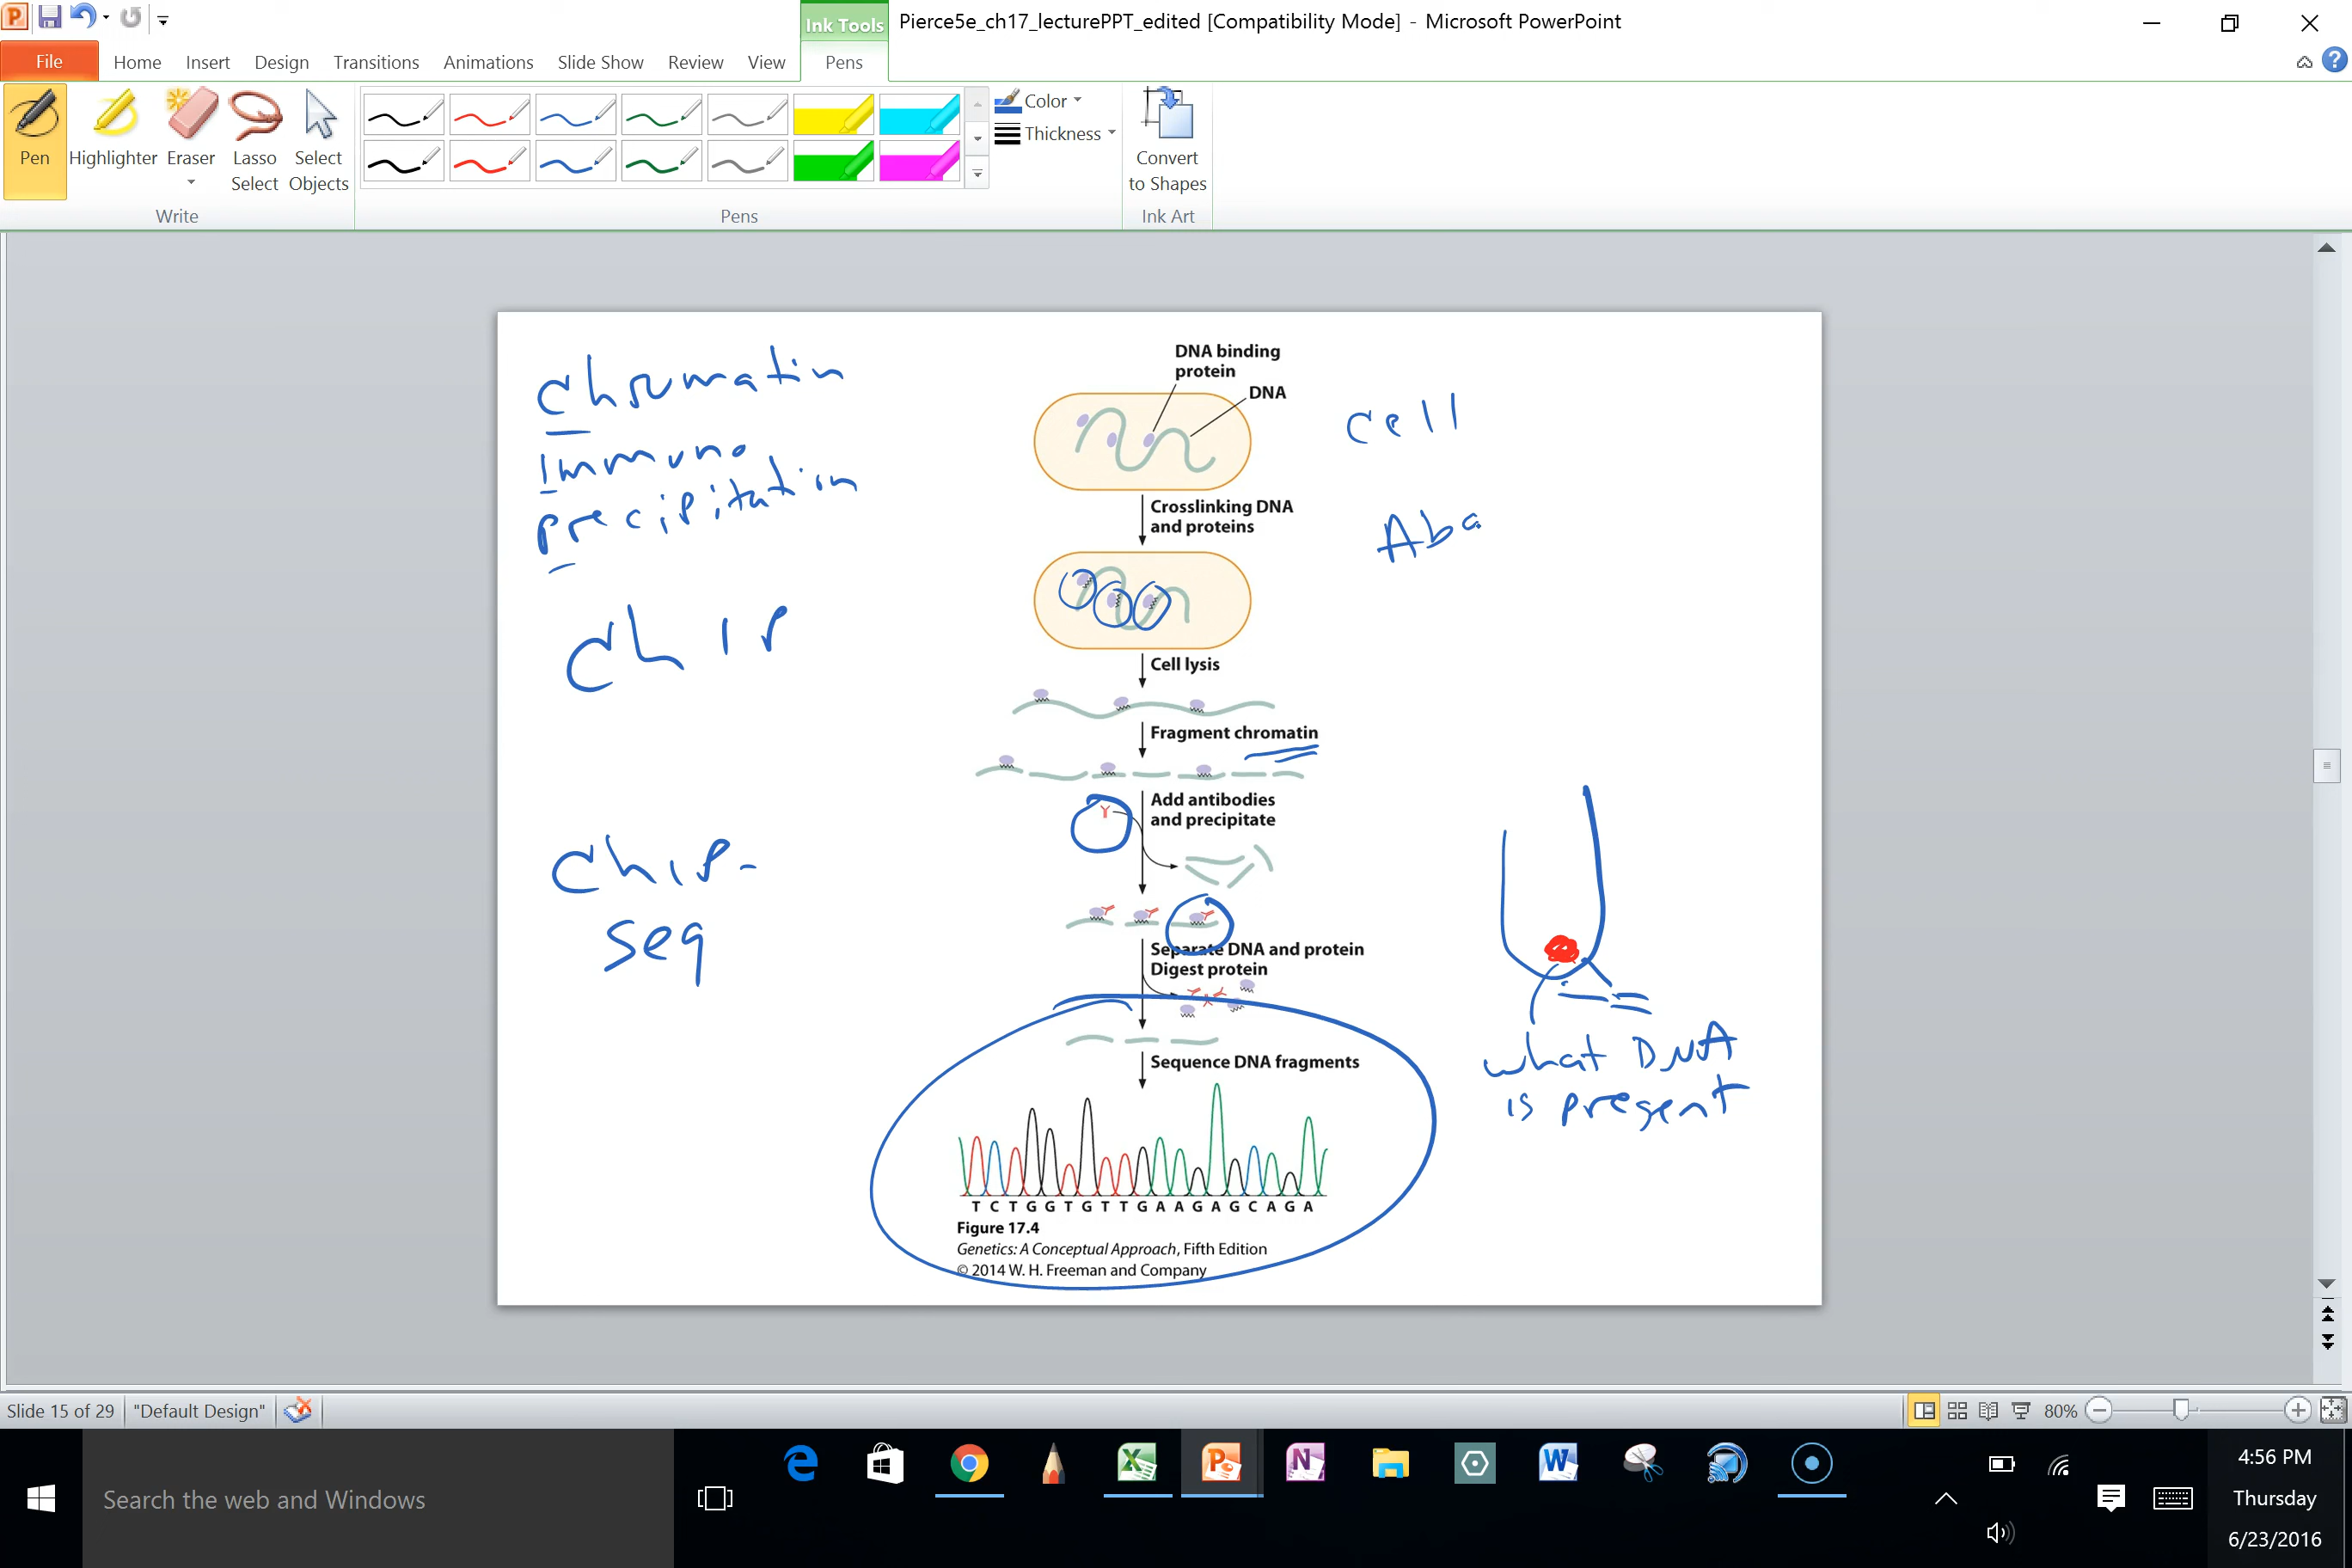 Pierce5e_ch17_lecturePPT_edited [Compatibility Mode] - Microsoft PowerPoint
Ink Tools
File Home Insert Design Transitions Animations Slide Show Review View Pens
Pen Highlighter Eraser Lasso Select Select Objects
Color
Thickness
Convert to Shapes
Write Pens Ink Art
Chromatin
Immuno
precipitation
ChIP
ChIP-
seq
DNA binding
protein
DNA
Cell
Crosslinking DNA
and proteins
Aba
Cell lysis
Fragment chromatin
Add antibodies
and precipitate
Separate DNA and protein
Digest protein
Sequence DNA fragments
what DNA
is present
T C T G G T G T T G A A G A G C A G A
Figure 17.4
Genetics: A Conceptual Approach, Fifth Edition
© 2014 W. H. Freeman and Company
Slide 15 of 29 "Default Design" 80%
Search the web and Windows
4:56 PM
Thursday
6/23/2016